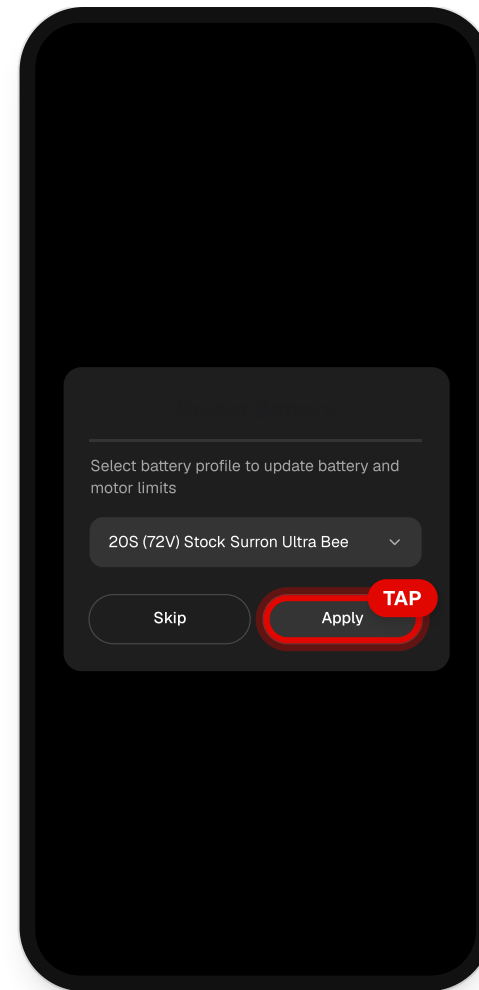 Select battery profile to update battery and
motor limits
20S (72V) Stock Surron Ultra Bee
TAP
Skip
Apply